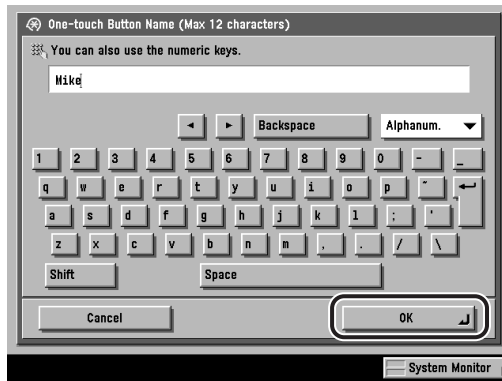 One-touch Button Name (Max 12 characters)
You can also use the numeric keys.
Mike
◄ ► Backspace Alphanum. ▼
1 2 3 4 5 6 7 8 9 0 - _
q w e r t y u i o p ~
a s d f g h j k l ; '
z x c v b n m , . / \
Shift Space
Cancel OK
System Monitor